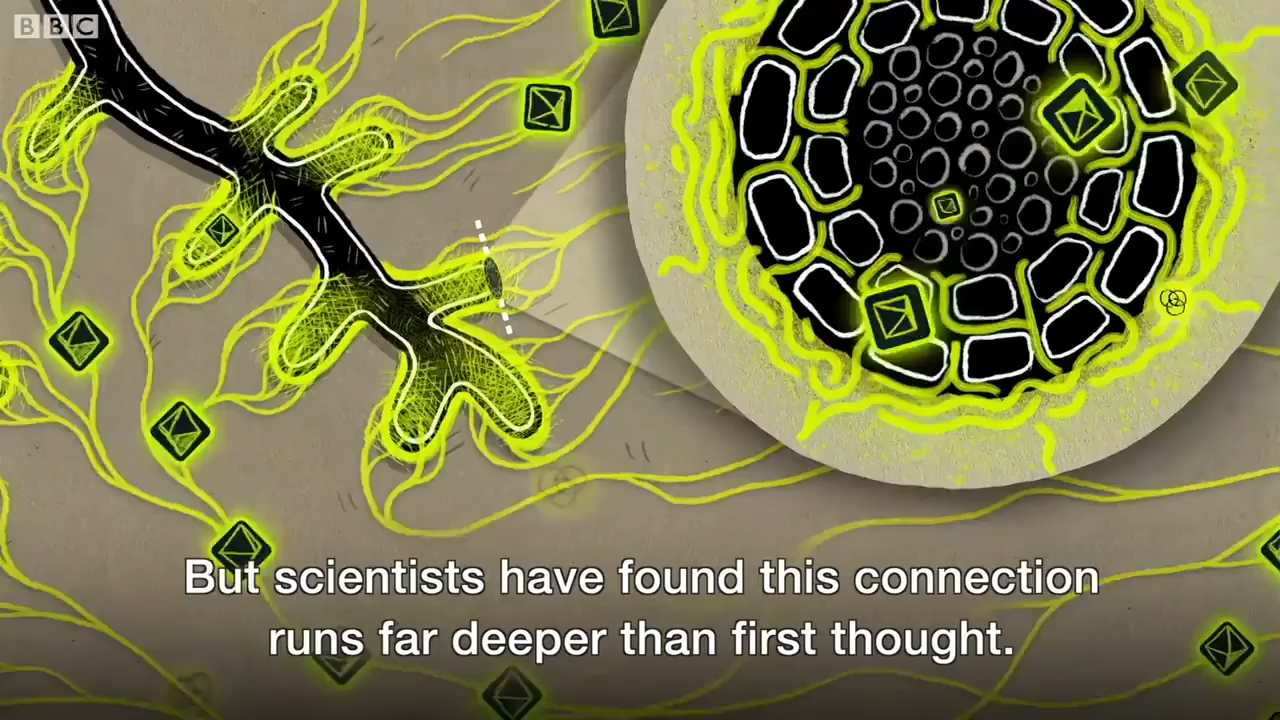 BBC
But scientists have found this connection
runs far deeper than first thought.